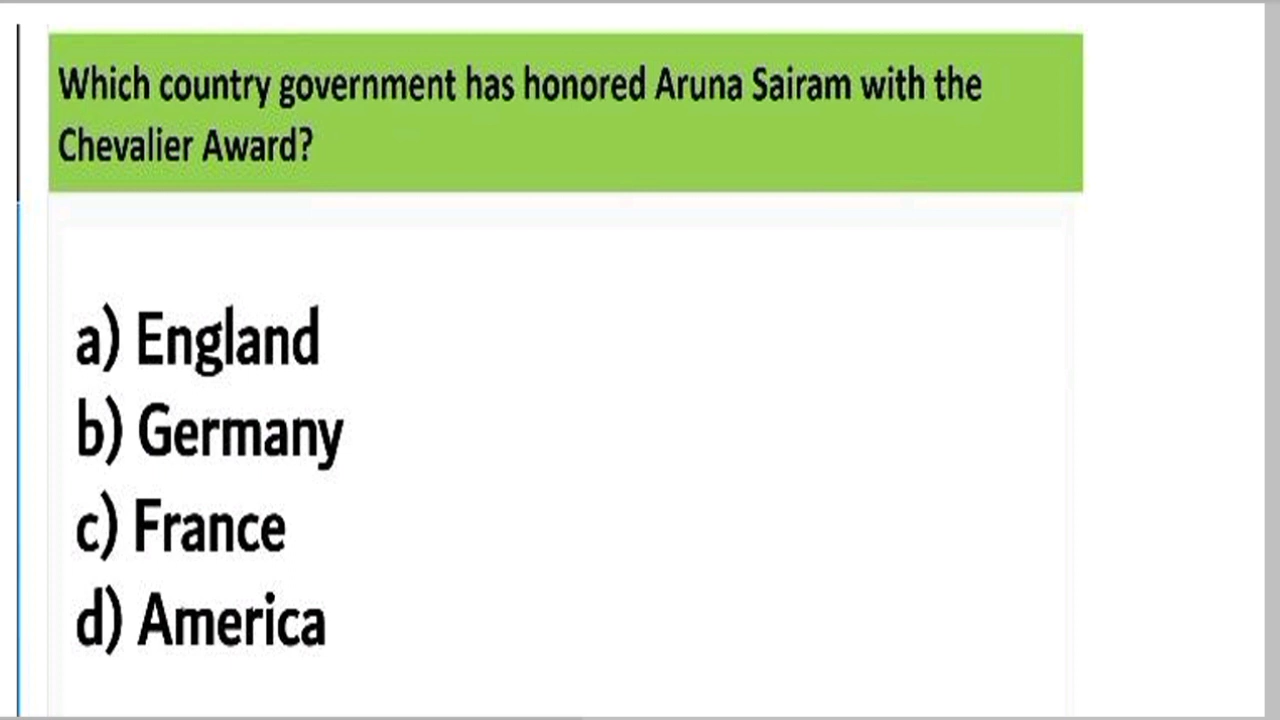 Which country government has honored Aruna Sairam with the
Chevalier Award?
a) England
b) Germany
c) France
d) America